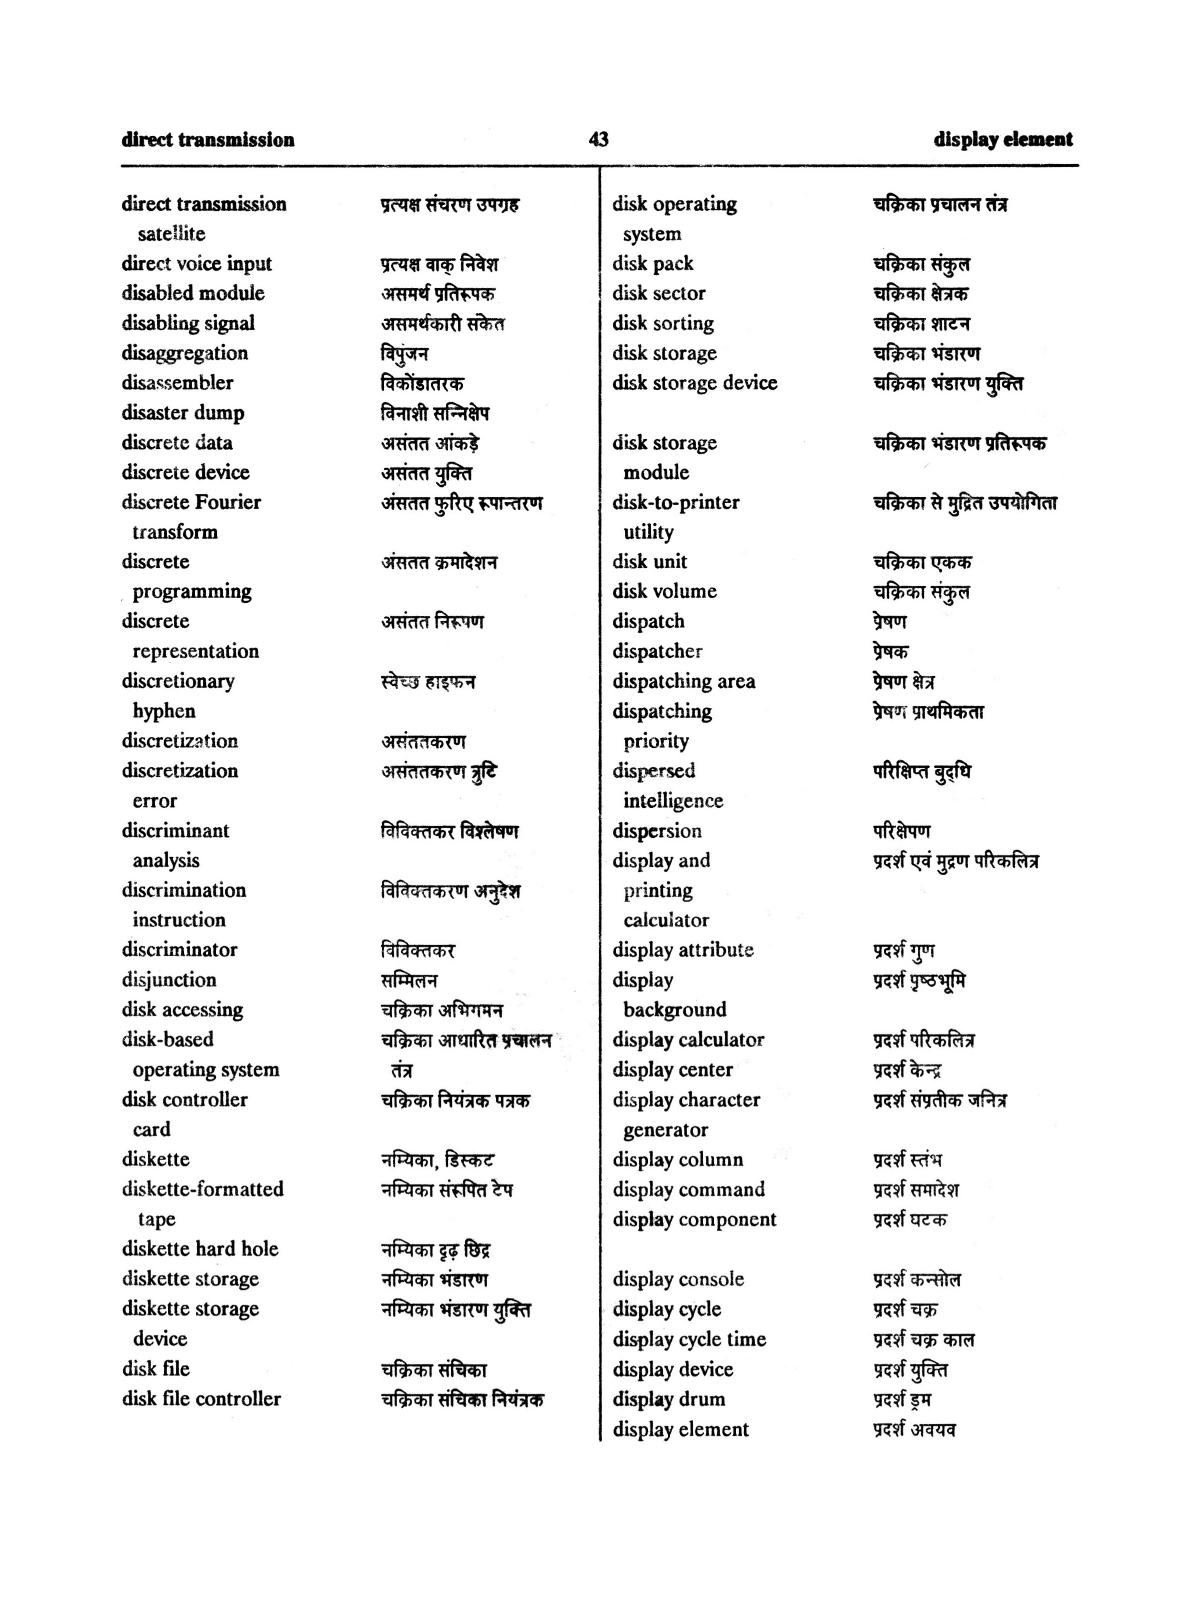 direct transmission 43 display element
direct transmission प्रत्यक्ष संचरण उपग्रह
satellite
direct voice input प्रत्यक्ष वाक् निवेश
disabled module असमर्थ प्रतिरूपक
disabling signal असमर्थकारी संकेत
disaggregation विपुंजन
disassembler विकोंडातरक
disaster dump विनाशी सन्निक्षेप
discrete data असंतत आंकड़े
discrete device असंतत युक्ति
discrete Fourier अंसतत फुरिए रूपान्तरण
transform
discrete अंसतत क्रमादेशन
programming
discrete असंतत निरूपण
representation
discretionary स्वेच्छ हाइफन
hyphen
discretization असंततकरण
discretization असंततकरण त्रुटि
error
discriminant विविक्तकर विश्लेषण
analysis
discrimination विविक्तकरण अनुदेश
instruction
discriminator विविक्तकर
disjunction सम्मिलन
disk accessing चक्रिका अभिगमन
disk-based चक्रिका आधारित प्रचालन
operating system तंत्र
disk controller चक्रिका नियंत्रक पत्रक
card
diskette नम्यिका, डिस्कट
diskette-formatted नम्यिका संरूपित टेप
tape
diskette hard hole नम्यिका दृढ़ छिद्र
diskette storage नम्यिका भंडारण
diskette storage नम्यिका भंडारण युक्ति
device
disk file चक्रिका संचिका
disk file controller चक्रिका संचिका नियंत्रक
disk operating चक्रिका प्रचालन तंत्र
system
disk pack चक्रिका संकुल
disk sector चक्रिका क्षेत्रक
disk sorting चक्रिका शाटन
disk storage चक्रिका भंडारण
disk storage device चक्रिका भंडारण युक्ति
disk storage चक्रिका भंडारण प्रतिरूपक
module
disk-to-printer चक्रिका से मुद्रित उपयोगिता
utility
disk unit चक्रिका एकक
disk volume चक्रिका संकुल
dispatch प्रेषण
dispatcher प्रेषक
dispatching area प्रेषण क्षेत्र
dispatching प्रेषण प्राथमिकता
priority
dispersed परिक्षिप्त बुद्धि
intelligence
dispersion परिक्षेपण
display and प्रदर्श एवं मुद्रण परिकलित्र
printing
calculator
display attribute प्रदर्श गुण
display प्रदर्श पृष्ठभूमि
background
display calculator प्रदर्श परिकलित्र
display center प्रदर्श केन्द्र
display character प्रदर्श संप्रतीक जनित्र
generator
display column प्रदर्श स्तंभ
display command प्रदर्श समादेश
display component प्रदर्श घटक
display console प्रदर्श कन्सोल
display cycle प्रदर्श चक्र
display cycle time प्रदर्श चक्र काल
display device प्रदर्श युक्ति
display drum प्रदर्श ड्रम
display element प्रदर्श अवयव